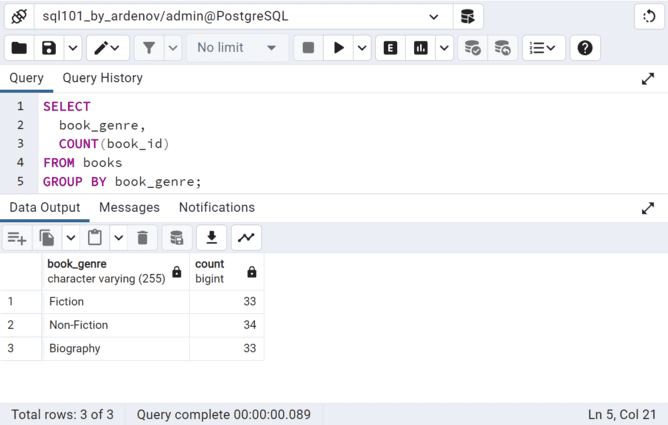 sql101_by_ardenov/admin@PostgreSQL
No limit
E
Query Query History
1 SELECT
2 book_genre,
3 COUNT(book_id)
4 FROM books
5 GROUP BY book_genre;
Data Output Messages Notifications
book_genre count
character varying (255) bigint
1 Fiction 33
2 Non-Fiction 34
3 Biography 33
Total rows: 3 of 3 Query complete 00:00:00.089 Ln 5, Col 21